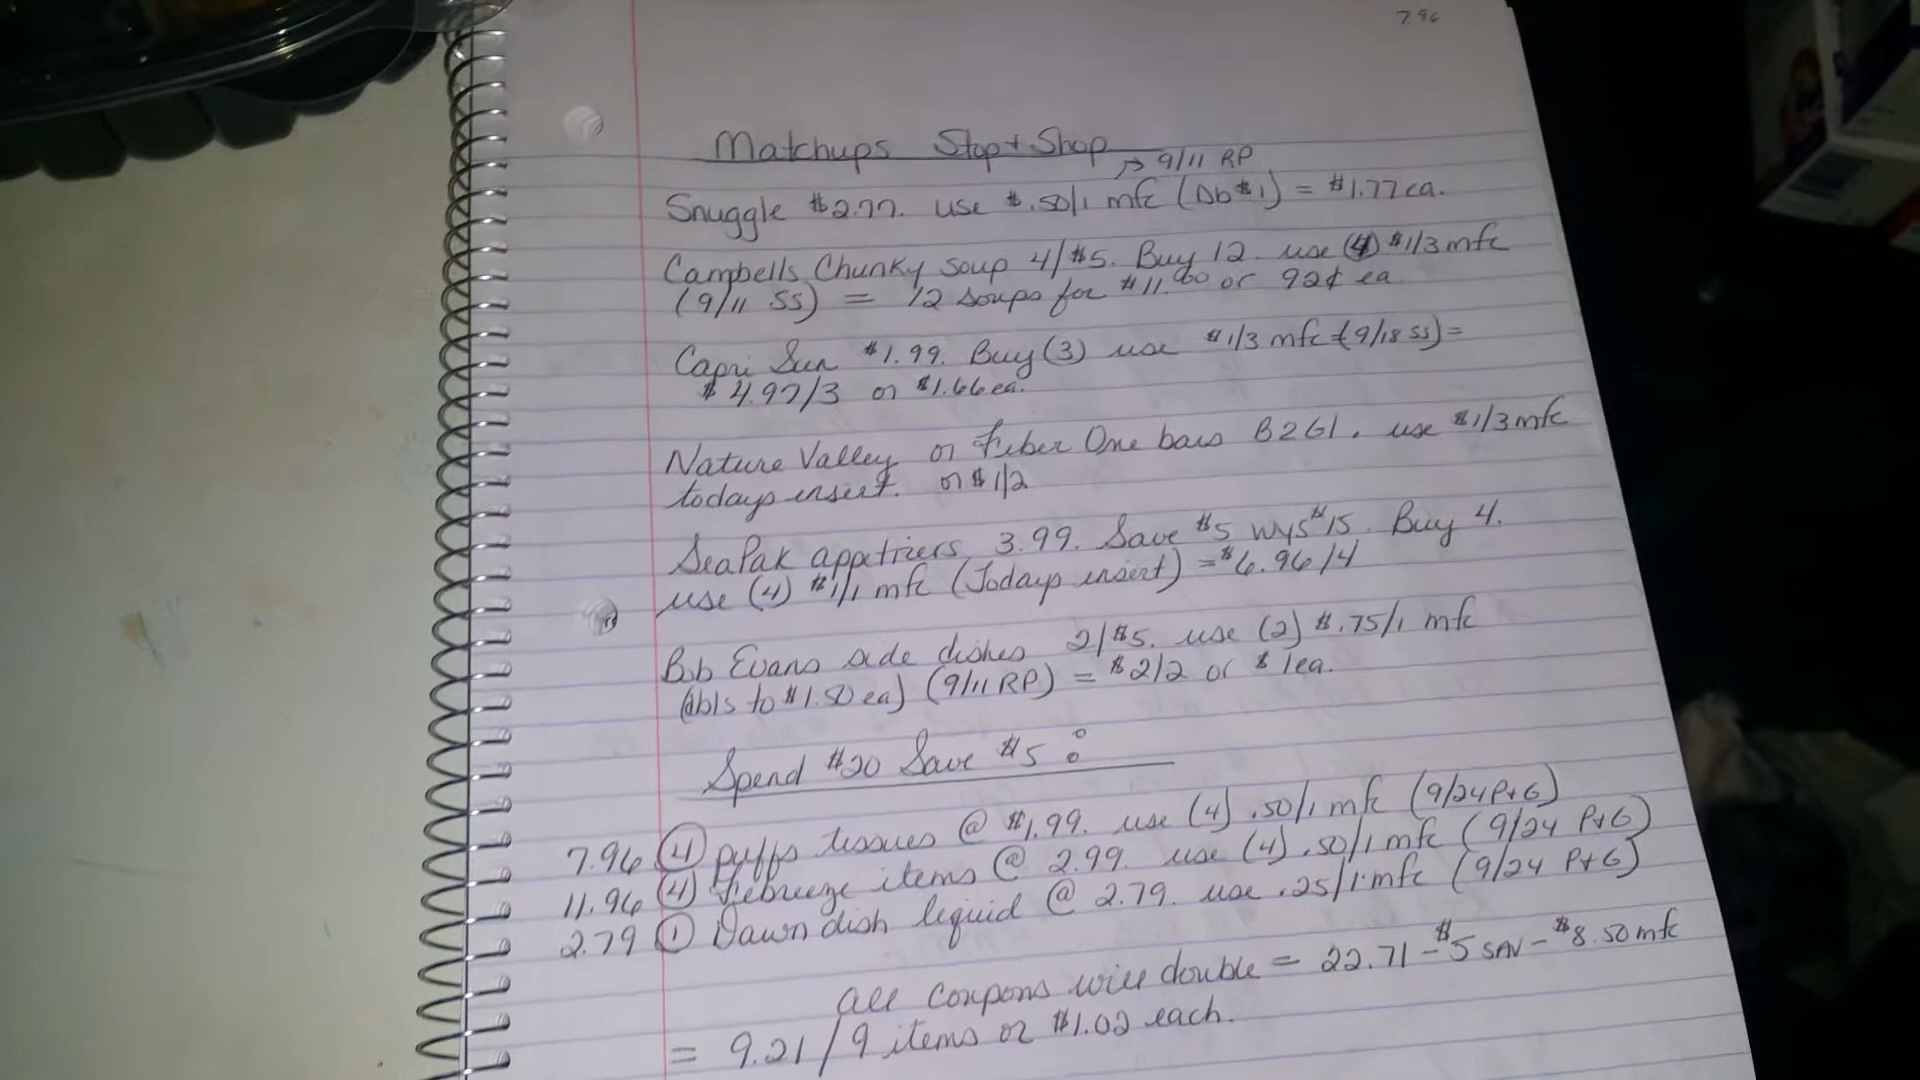 7.96
Matchups Stop + Shop
→ 9/11 RP
Snuggle $2.77. use $.50/1 mfc (Db $1) = $1.77 ea.
Campbells Chunky soup 4/$5. Buy 12. use (4) $1/3 mfc
(9/11 SS) = 12 soups for $11.00 or 92¢ ea.
Capri Sun $1.99. Buy (3) use $1/3 mfc (9/18 SS) =
$4.97/3 or $1.66 ea.
Nature Valley or Fiber One bars B2G1. use $1/3 mfc
todays insert. or $1/2
SeaPak appetizers 3.99. Save $5 wys $15. Buy 4.
use (4) $1/1 mfc (Todays insert) = $6.96/4
Bob Evans side dishes 2/$5. use (2) $.75/1 mfc
(dbls to $1.50 ea) (9/11 RP) = $2/2 or $1ea.
Spend $20 Save $5 :
7.96 (4) puffs tissues @ $1.99. use (4) .50/1 mfc (9/24 P+G)
11.96 (4) Febreeze items @ 2.99. use (4) .50/1 mfc (9/24 P+G)
2.79 (1) Dawn dish liquid @ 2.79. use .25/1 mfc (9/24 P+G)
all coupons will double = 22.71 - $5 SAV - $8.50 mfc
= 9.21/9 items or $1.02 each.